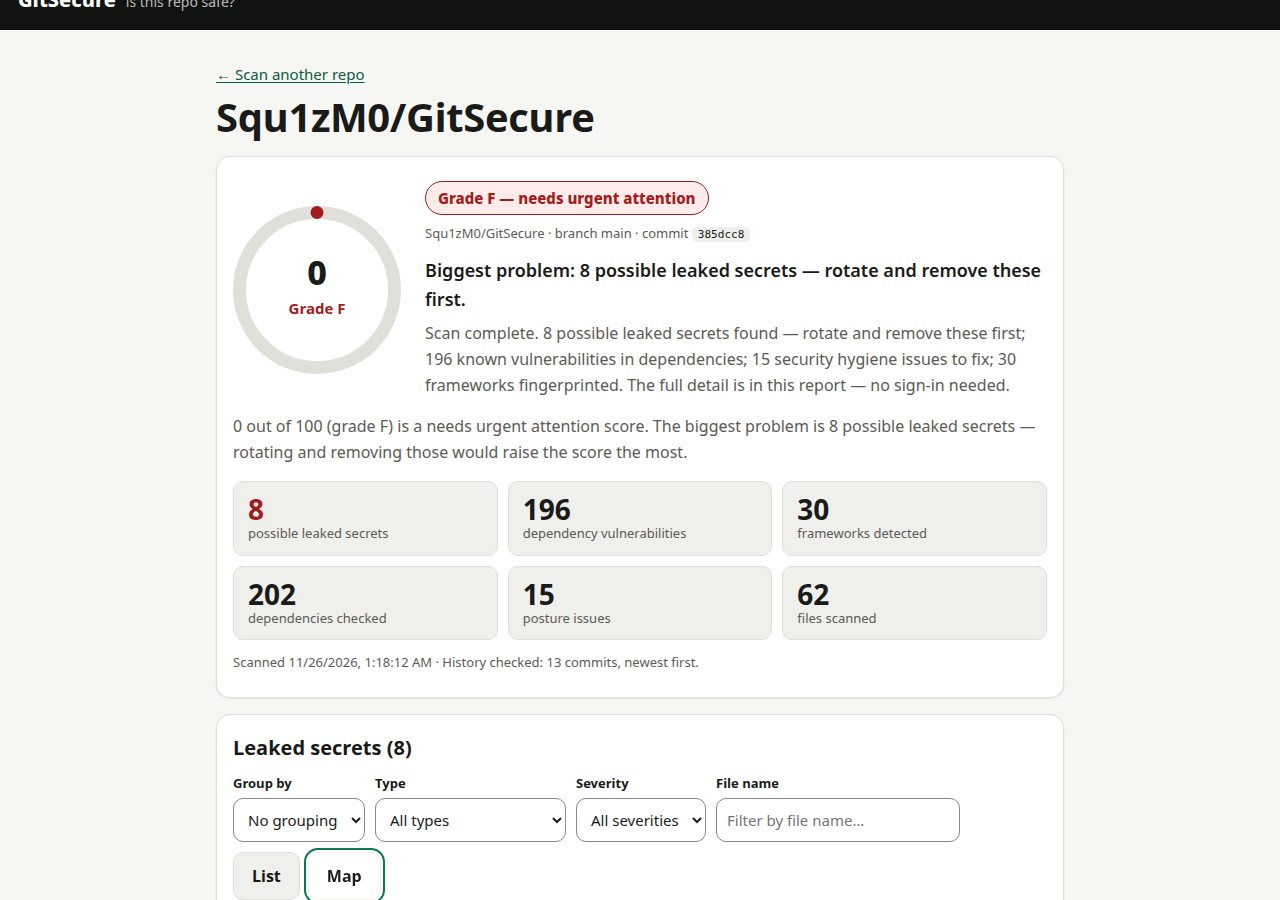 GitSecure Is this repo safe?
← Scan another repo
Squ1zM0/GitSecure
0
Grade F
Grade F — needs urgent attention
Squ1zM0/GitSecure · branch main · commit 385dcc8
Biggest problem: 8 possible leaked secrets — rotate and remove these
first.
Scan complete. 8 possible leaked secrets found — rotate and remove these first;
196 known vulnerabilities in dependencies; 15 security hygiene issues to fix; 30
frameworks fingerprinted. The full detail is in this report — no sign-in needed.
0 out of 100 (grade F) is a needs urgent attention score. The biggest problem is 8 possible leaked secrets —
rotating and removing those would raise the score the most.
8
possible leaked secrets
196
dependency vulnerabilities
30
frameworks detected
202
dependencies checked
15
posture issues
62
files scanned
Scanned 11/26/2026, 1:18:12 AM · History checked: 13 commits, newest first.
Leaked secrets (8)
Group by
Type
Severity
File name
No grouping
All types
All severities
Filter by file name…
List
Map